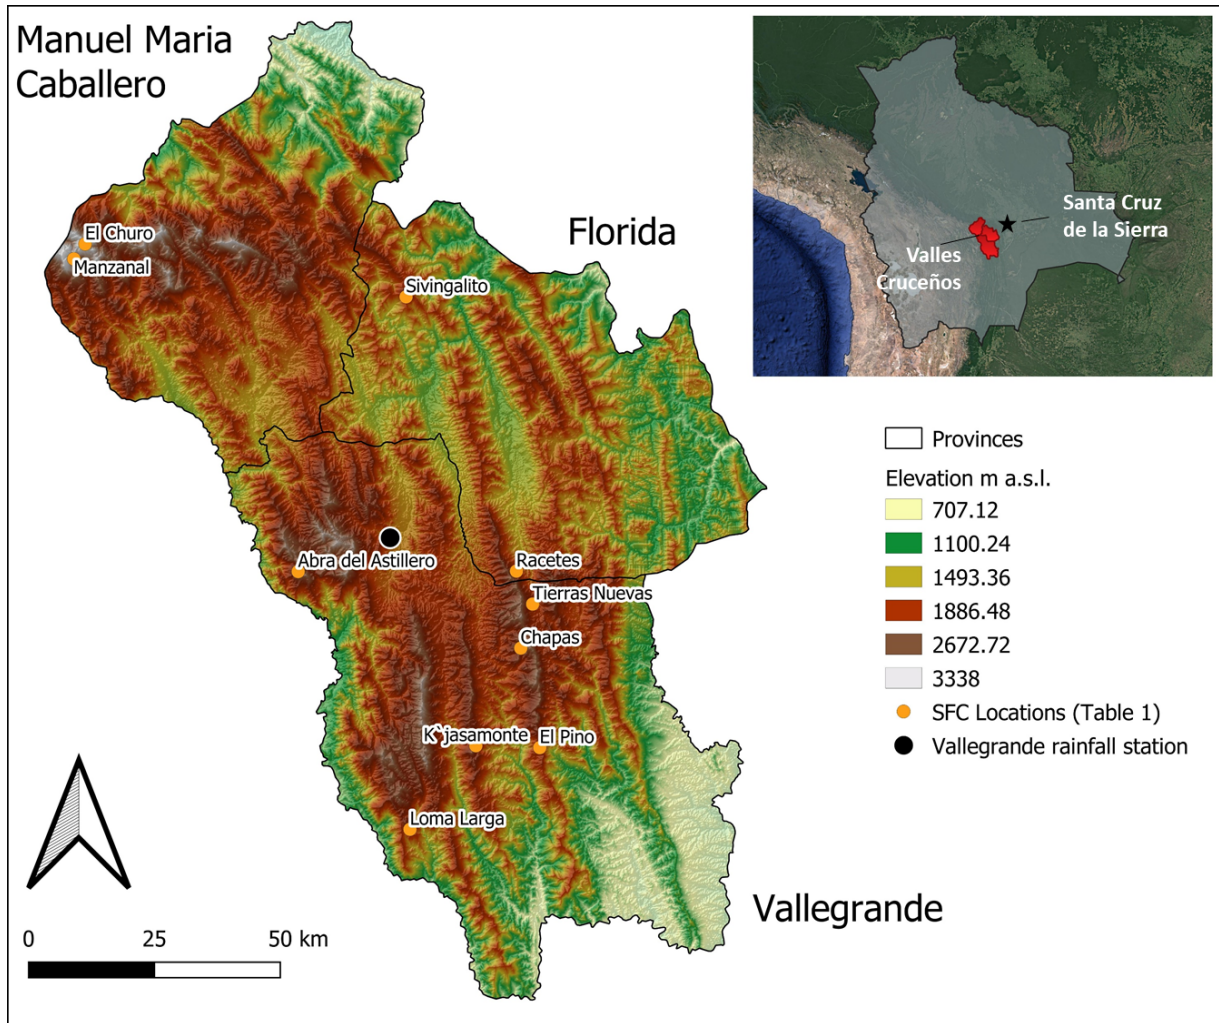 Manuel Maria
Caballero
Florida
Santa Cruz
de la Sierra
Valles
Cruceños
El Churo
Manzanal
Sivingalito
Provinces
Elevation m a.s.l.
707.12
1100.24
1493.36
1886.48
2672.72
3338
SFC Locations (Table 1)
Vallegrande rainfall station
Abra del Astillero
Racetes
Tierras Nuevas
Chapas
K`jasamonte
El Pino
Loma Larga
Vallegrande
0 25 50 km